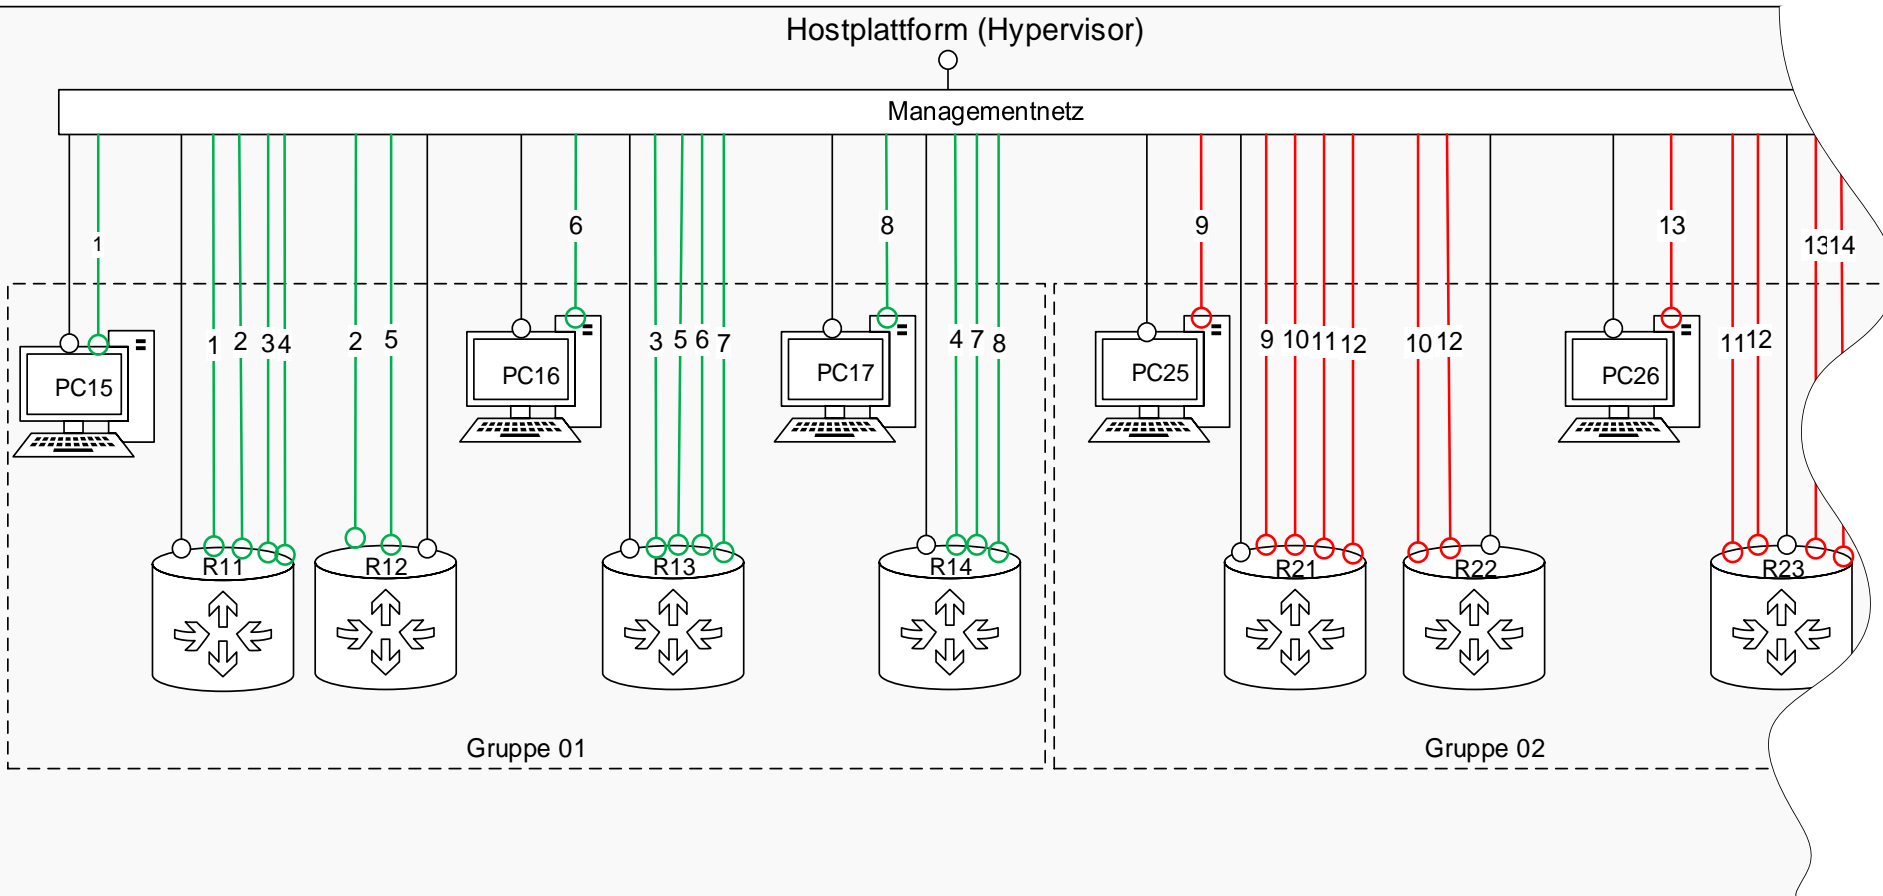 Hostplattform (Hypervisor)
Managementnetz
1
6
8
9
13
13
14
1
2
3
4
2
5
3
5
6
7
4
7
8
9
10
11
12
10
12
11
12
PC15
PC16
PC17
PC25
PC26
R11
R12
R13
R14
R21
R22
R23
Gruppe 01
Gruppe 02